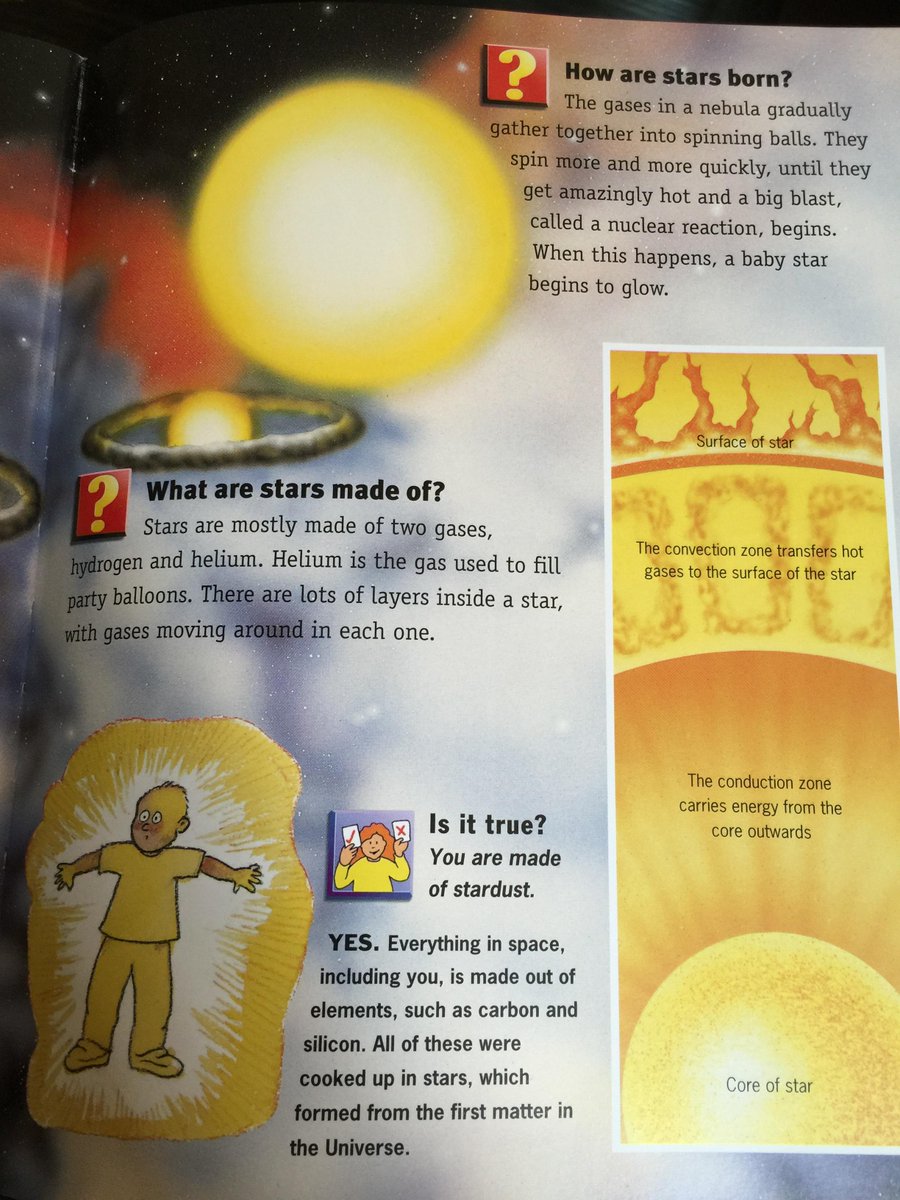 ?
How are stars born?
The gases in a nebula gradually
gather together into spinning balls. They
spin more and more quickly, until they
get amazingly hot and a big blast,
called a nuclear reaction, begins.
When this happens, a baby star
begins to glow.
?
What are stars made of?
Stars are mostly made of two gases,
hydrogen and helium. Helium is the gas used to fill
party balloons. There are lots of layers inside a star,
with gases moving around in each one.
Is it true?
You are made
of stardust.
YES. Everything in space,
including you, is made out of
elements, such as carbon and
silicon. All of these were
cooked up in stars, which
formed from the first matter in
the Universe.
Surface of star
The convection zone transfers hot
gases to the surface of the star
The conduction zone
carries energy from the
core outwards
Core of star